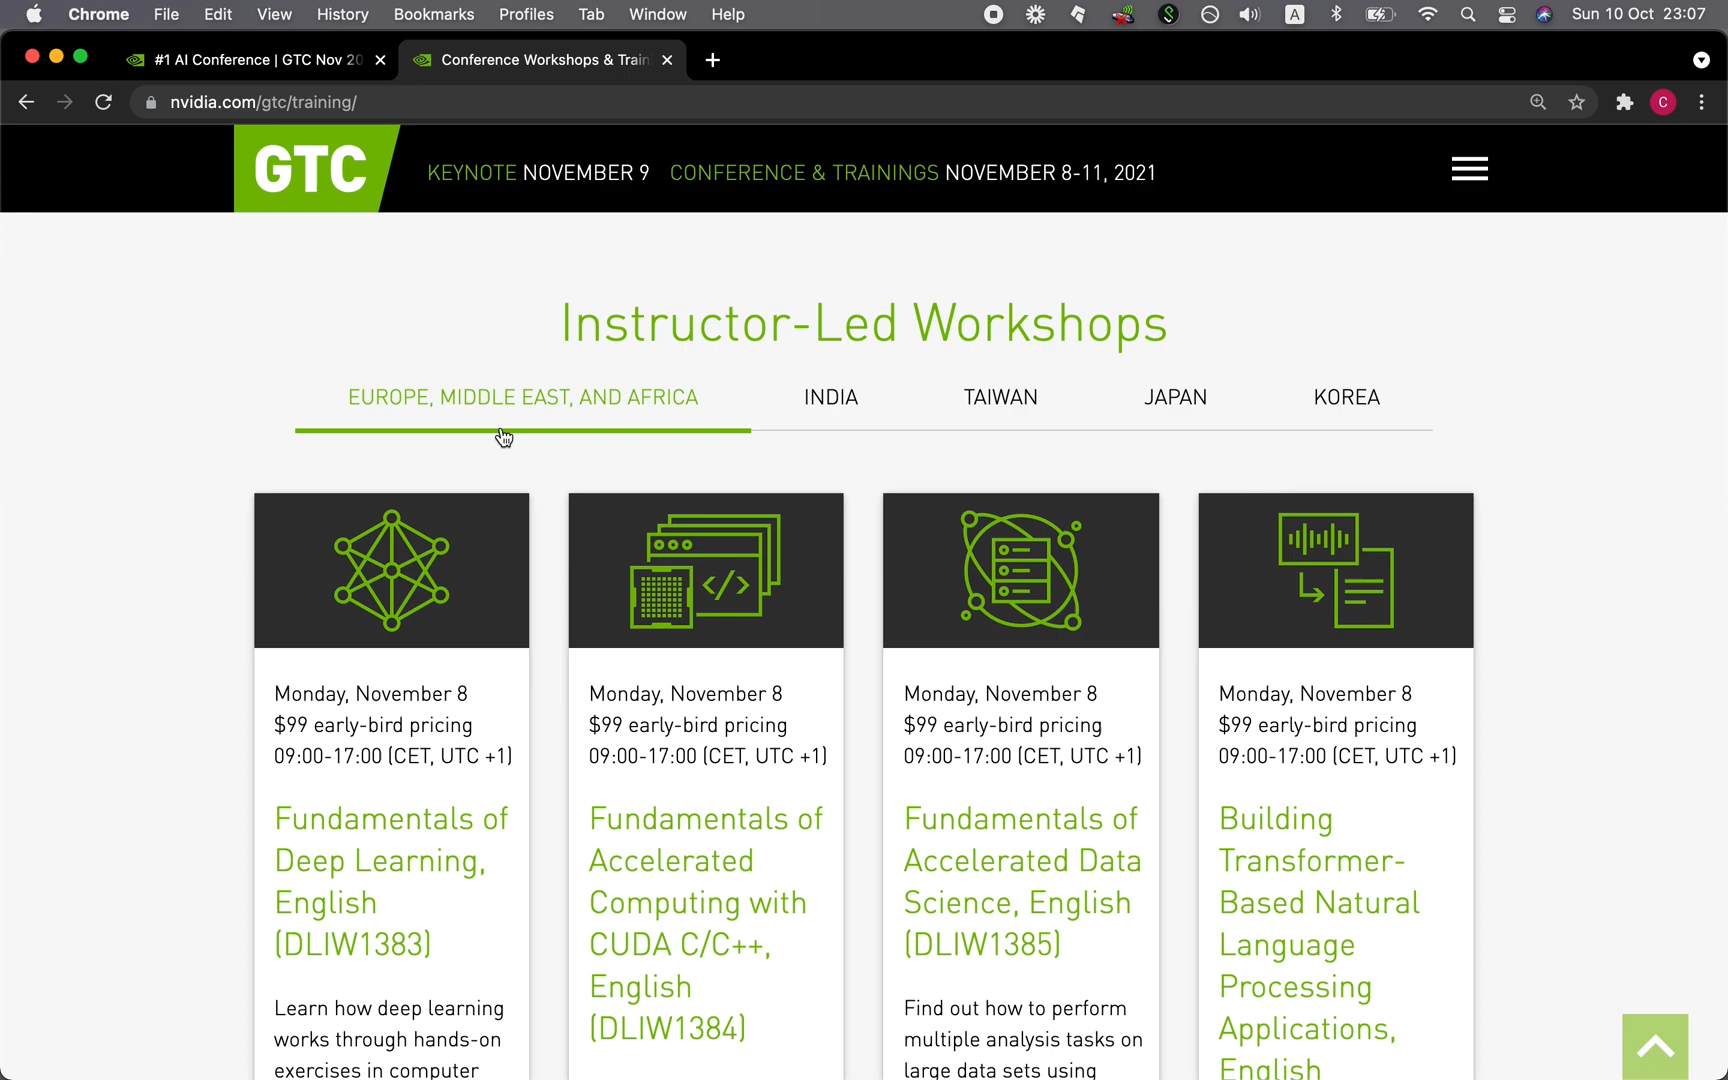 Chrome File Edit View History Bookmarks Profiles Tab Window Help
A
Sun 10 Oct 23:07
#1 AI Conference | GTC Nov 20
Conference Workshops & Train
nvidia.com/gtc/training/
C
GTC
KEYNOTE NOVEMBER 9 CONFERENCE & TRAININGS NOVEMBER 8-11, 2021
Instructor-Led Workshops
EUROPE, MIDDLE EAST, AND AFRICA
INDIA
TAIWAN
JAPAN
KOREA
Monday, November 8
$99 early-bird pricing
09:00-17:00 (CET, UTC +1)
Fundamentals of
Deep Learning,
English
(DLIW1383)
Learn how deep learning
works through hands-on
exercises in computer
Monday, November 8
$99 early-bird pricing
09:00-17:00 (CET, UTC +1)
Fundamentals of
Accelerated
Computing with
CUDA C/C++,
English
(DLIW1384)
Monday, November 8
$99 early-bird pricing
09:00-17:00 (CET, UTC +1)
Fundamentals of
Accelerated Data
Science, English
(DLIW1385)
Find out how to perform
multiple analysis tasks on
large data sets using
Monday, November 8
$99 early-bird pricing
09:00-17:00 (CET, UTC +1)
Building
Transformer-
Based Natural
Language
Processing
Applications,
English